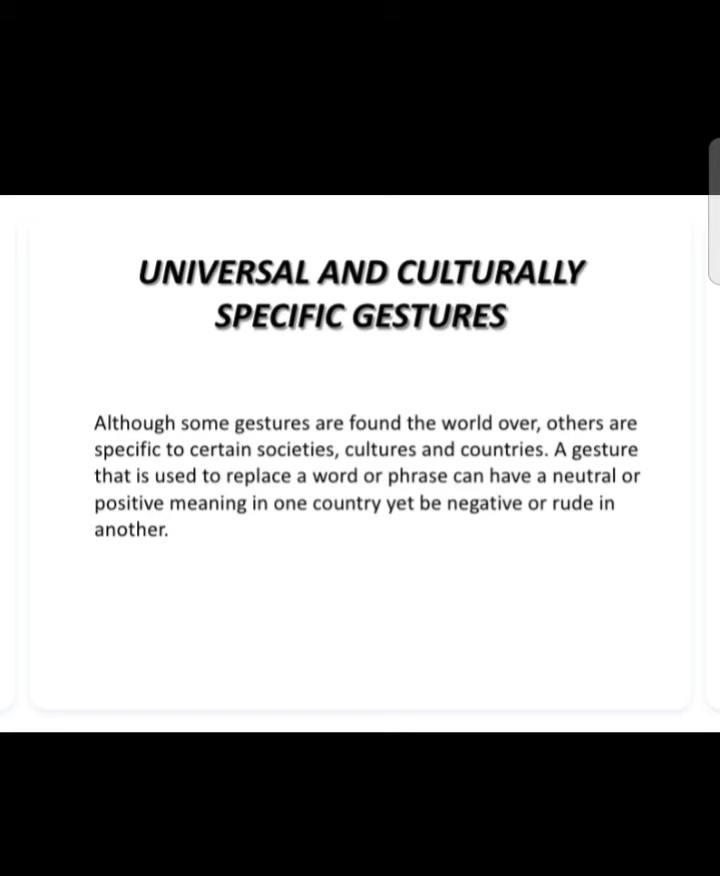 UNIVERSAL AND CULTURALLY
SPECIFIC GESTURES
Although some gestures are found the world over, others are
specific to certain societies, cultures and countries. A gesture
that is used to replace a word or phrase can have a neutral or
positive meaning in one country yet be negative or rude in
another.